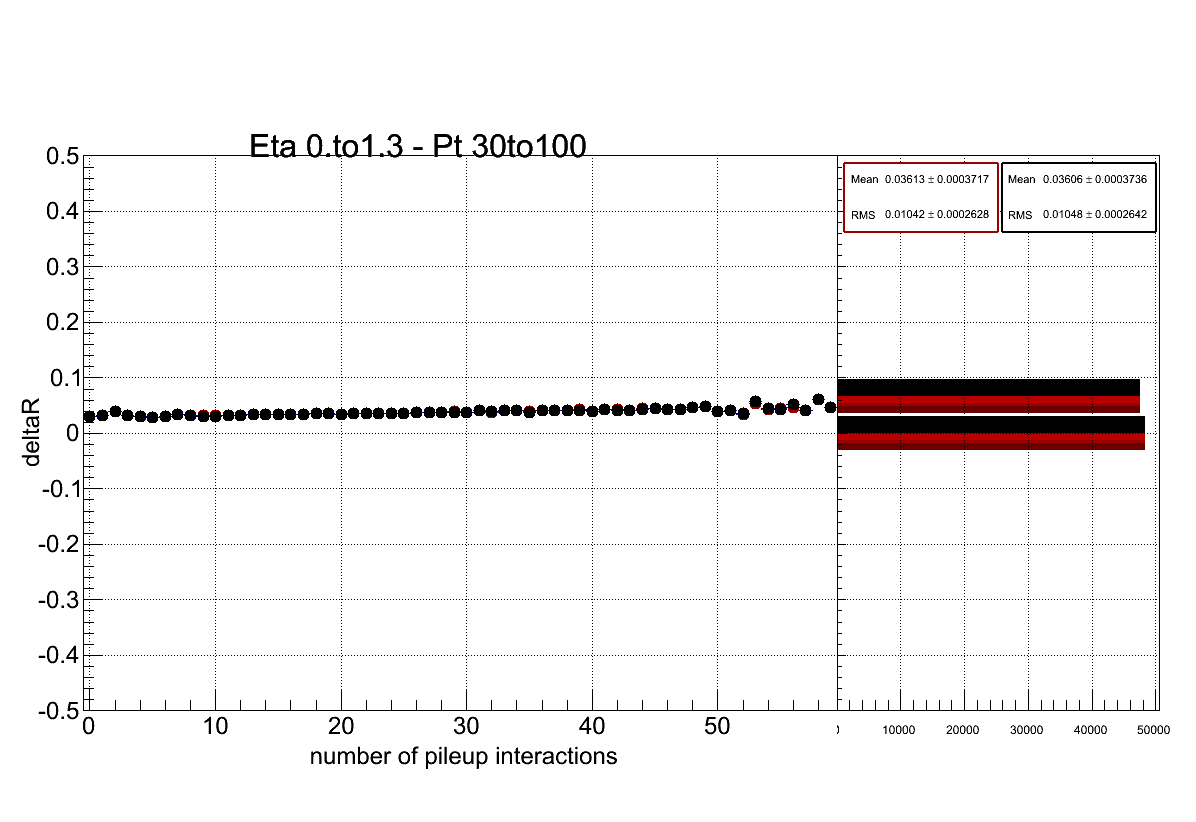 Eta 0.to1.3 - Pt 30to100
0.5
0.4
0.3
0.2
0.1
0
-0.1
-0.2
-0.3
-0.4
-0.5
deltaR
0 10 20 30 40 50
number of pileup interactions
Mean 0.03613 ± 0.0003717
RMS 0.01042 ± 0.0002628
Mean 0.03606 ± 0.0003736
RMS 0.01048 ± 0.0002642
10000 20000 30000 40000 50000